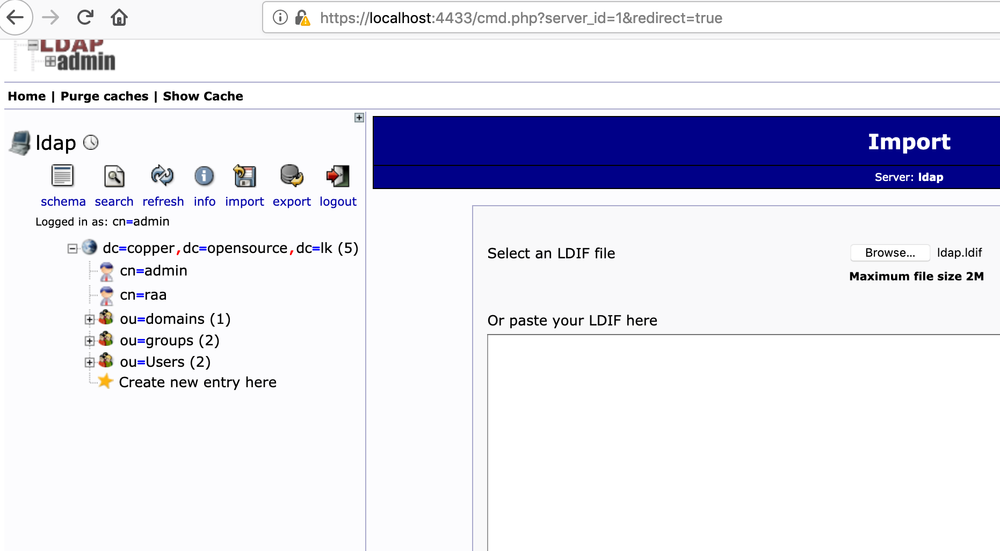 https://localhost:4433/cmd.php?server_id=1&redirect=true
LDAP
admin
Home | Purge caches | Show Cache
ldap
schema search refresh info import export logout
Logged in as: cn=admin
dc=copper,dc=opensource,dc=lk (5)
cn=admin
cn=raa
ou=domains (1)
ou=groups (2)
ou=Users (2)
Create new entry here
Import
Server: ldap
Select an LDIF file
Browse... ldap.ldif
Maximum file size 2M
Or paste your LDIF here